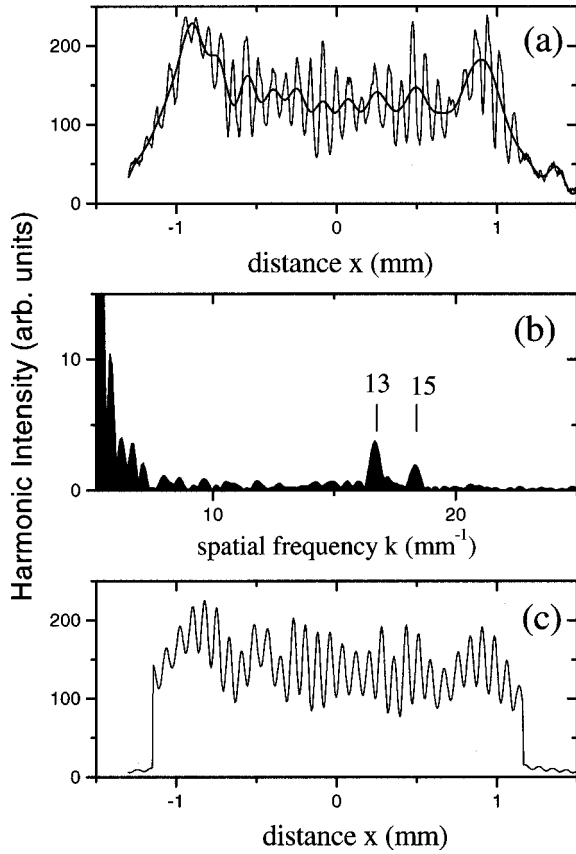 Harmonic Intensity (arb. units)
(a)
200
100
0
-1
0
1
distance x (mm)
(b)
10
0
13
15
10
20
spatial frequency k (mm⁻¹)
(c)
200
100
0
-1
0
1
distance x (mm)